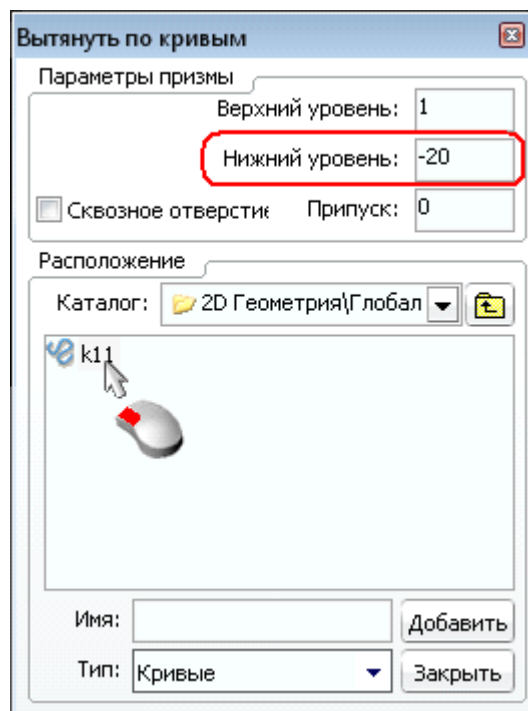 Вытянуть по кривым
Параметры призмы
Верхний уровень: 1
Нижний уровень: -20
Сквозное отверстие Припуск: 0
Расположение
Каталог: 2D Геометрия\Глобал
k11
Имя: Добавить
Тип: Кривые Закрыть